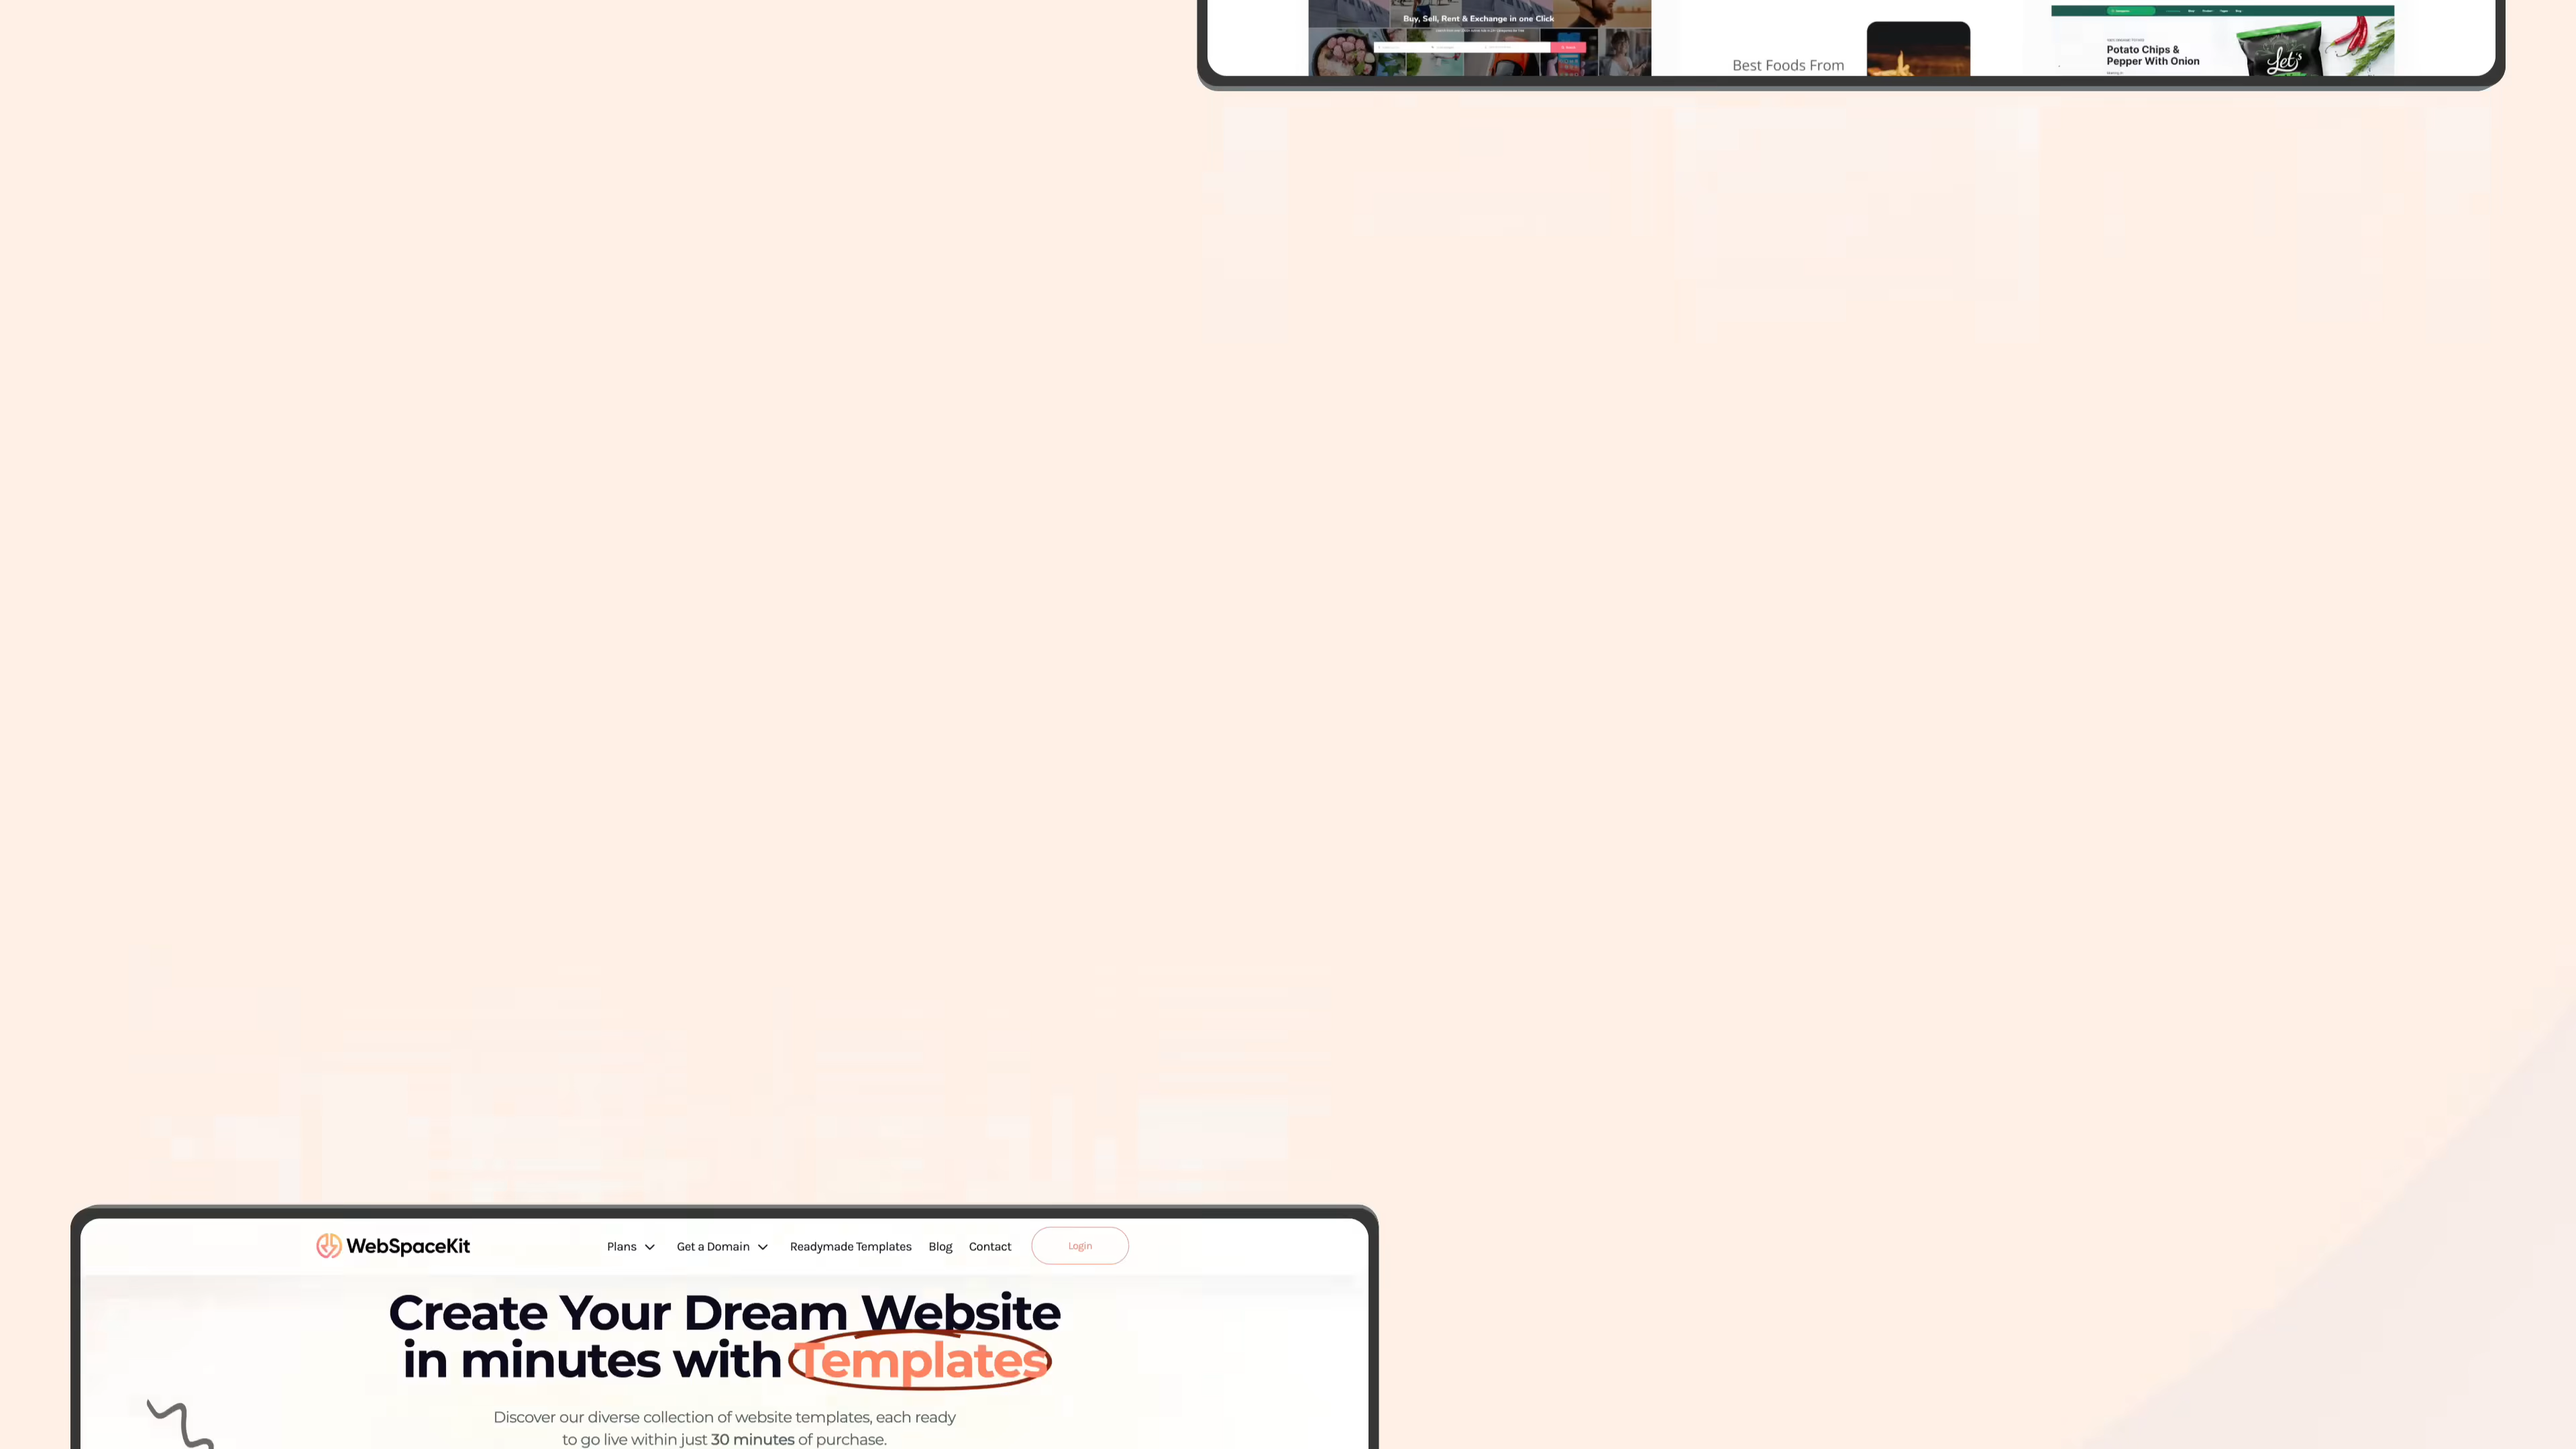 Buy, Sell, Rent & Exchange in one Click
Best Foods From
Potato Chips &
Pepper With Onion
Let's
WebSpaceKit
Plans
Get a Domain
Readymade Templates
Blog
Contact
Login
Create Your Dream Website
in minutes with Templates
Discover our diverse collection of website templates, each ready
to go live within just 30 minutes of purchase.